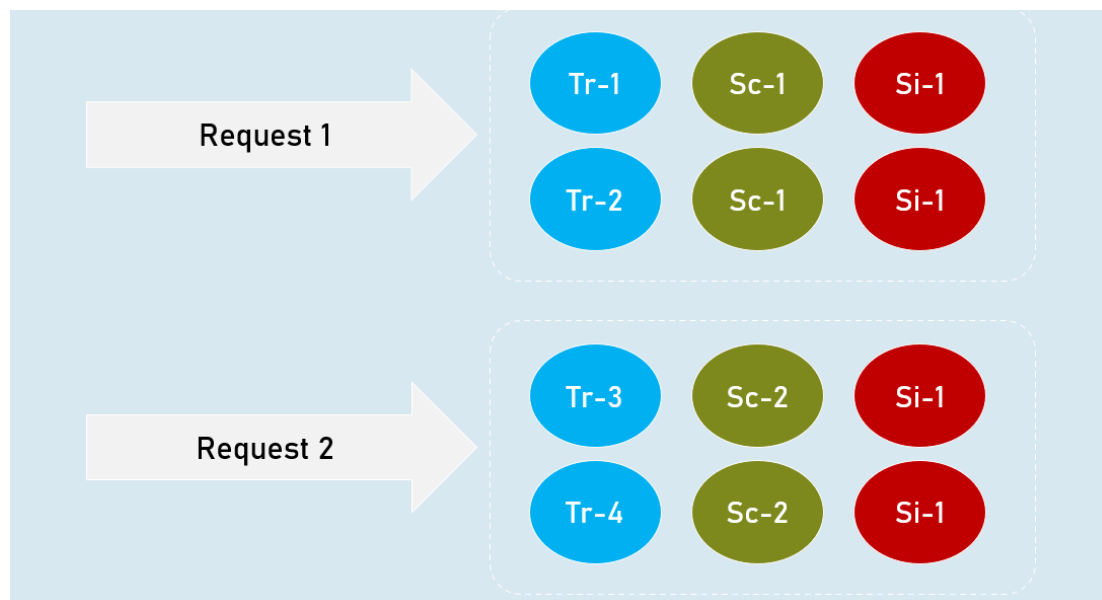 Tr-1 Sc-1 Si-1
Request 1
Tr-2 Sc-1 Si-1
Tr-3 Sc-2 Si-1
Request 2
Tr-4 Sc-2 Si-1